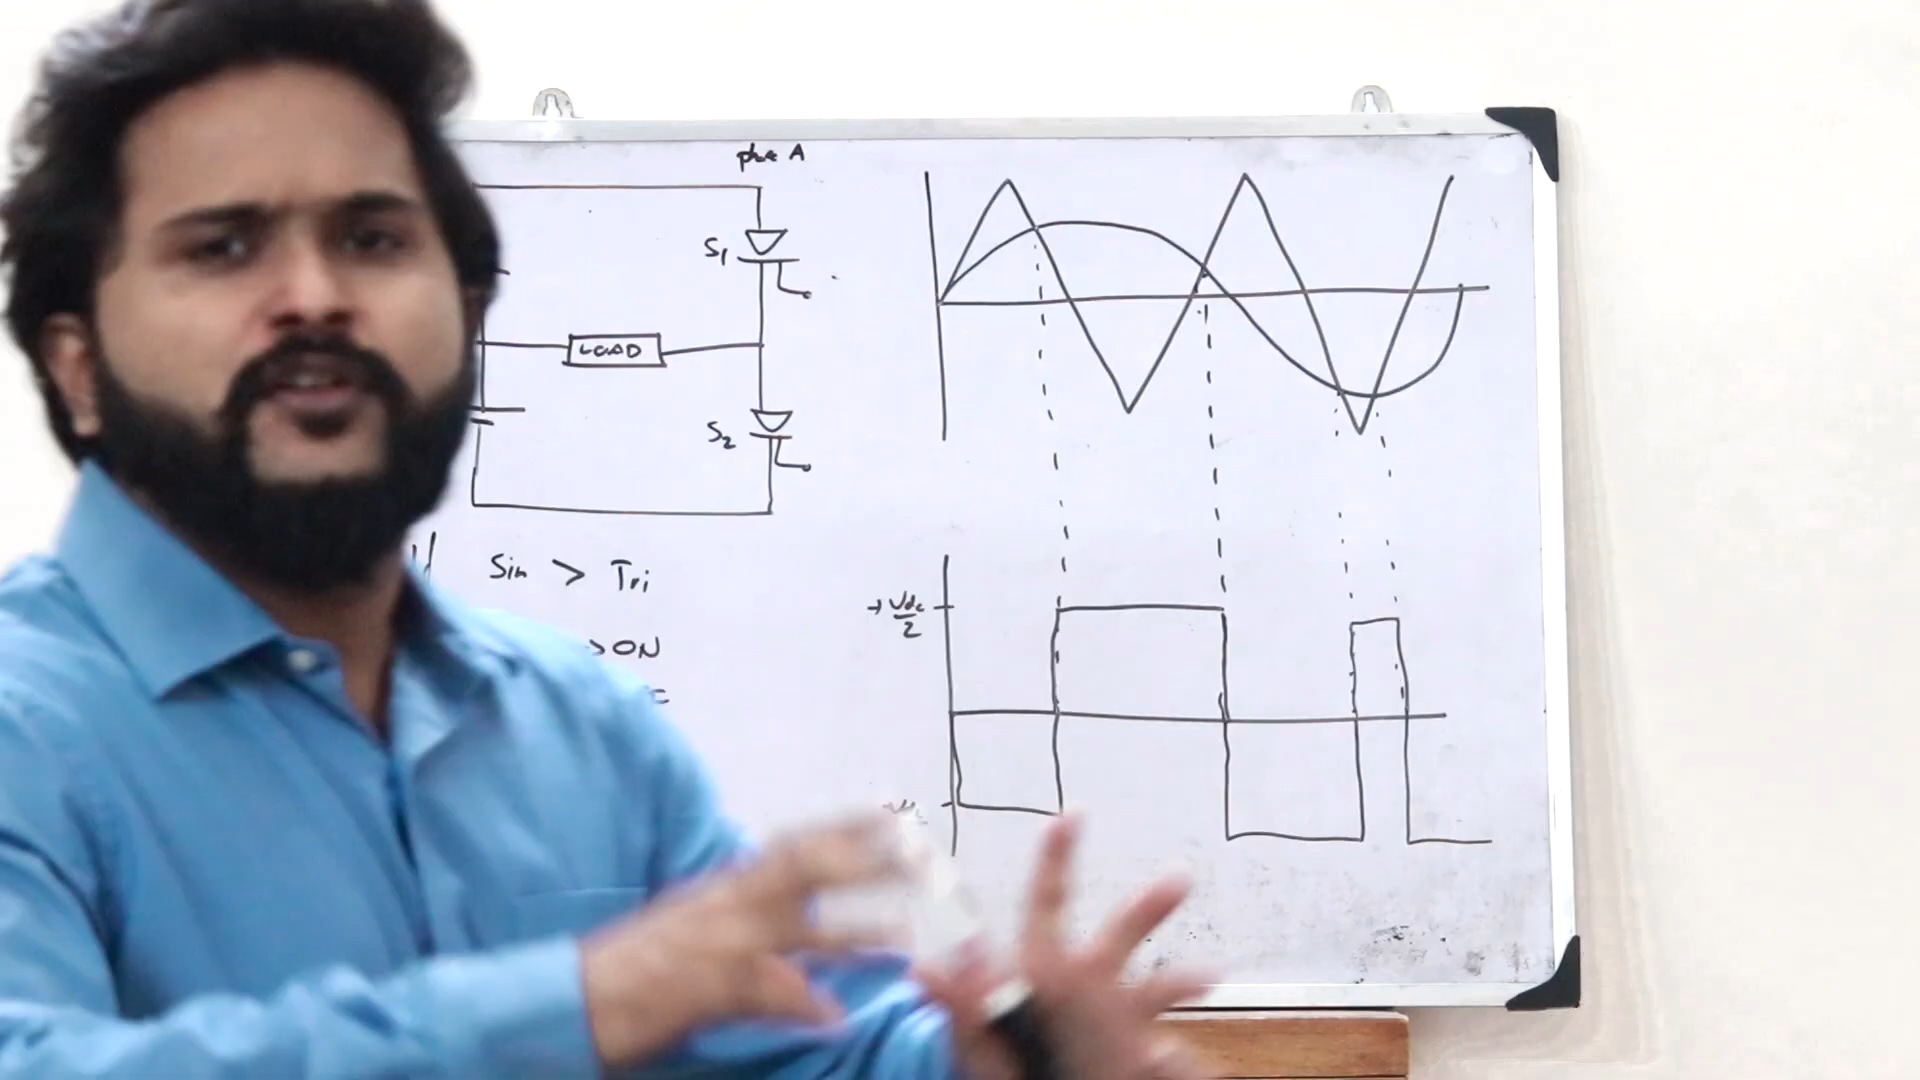 phase A
S1
LOAD
S2
Sin > Tri
>ON
+Vdc/2